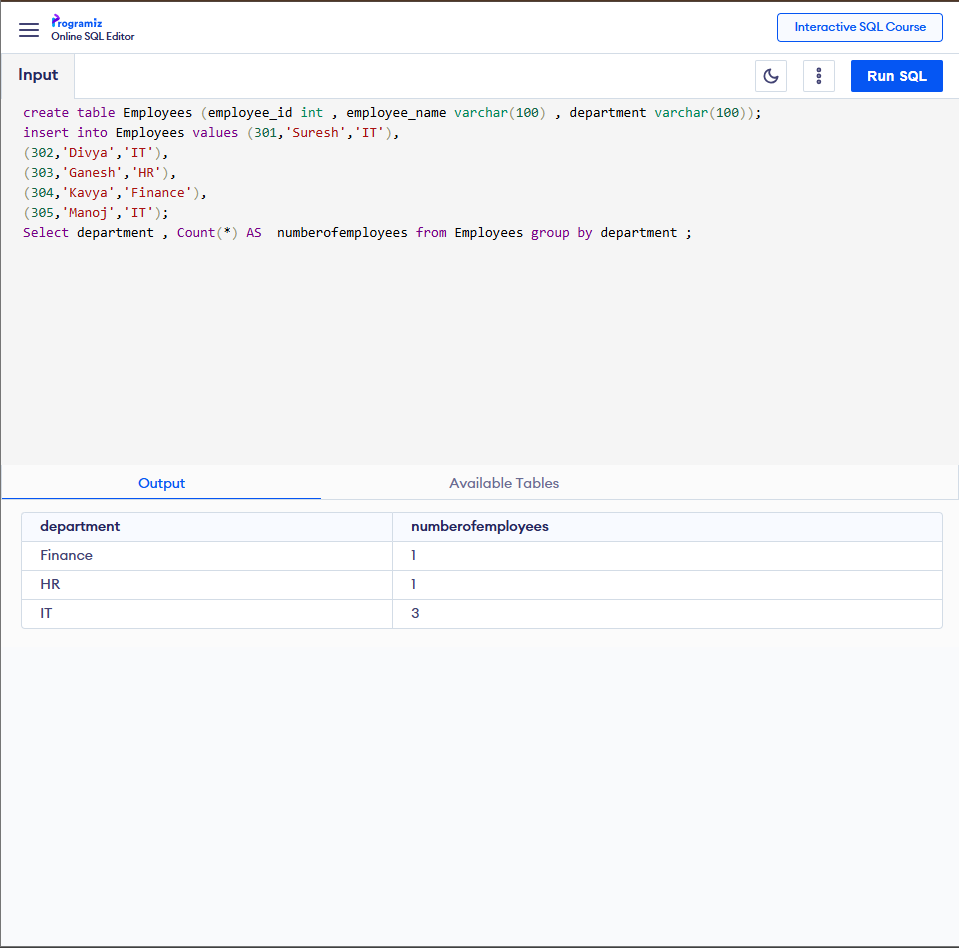 Programiz
Online SQL Editor
Interactive SQL Course
Input
Run SQL
create table Employees (employee_id int , employee_name varchar(100) , department varchar(100));
insert into Employees values (301,'Suresh','IT'),
(302,'Divya','IT'),
(303,'Ganesh','HR'),
(304,'Kavya','Finance'),
(305,'Manoj','IT');
Select department , Count(*) AS  numberofemployees from Employees group by department ;
Output
Available Tables
department numberofemployees
Finance 1
HR 1
IT 3